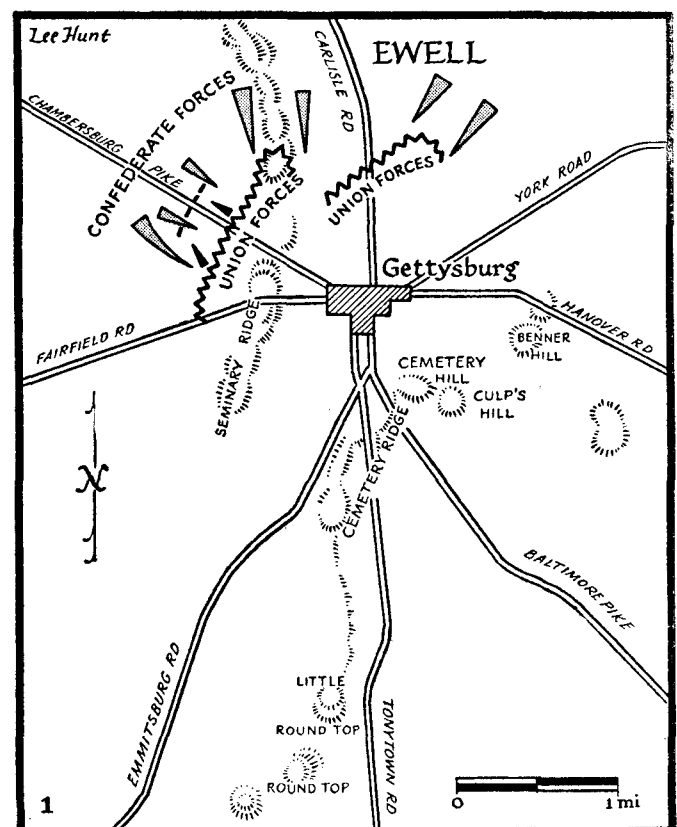 Lee Hunt
CARLISLE RD
EWELL
CONFEDERATE FORCES
CHAMBERSBURG PIKE
UNION FORCES
UNION FORCES
YORK ROAD
Gettysburg
FAIRFIELD RD
SEMINARY RIDGE
HANOVER RD
BENNER
HILL
CEMETERY
HILL
CULP'S
HILL
CEMETERY RIDGE
N
BALTIMORE PIKE
EMMITSBURG RD
LITTLE
ROUND TOP
TONYTOWN RD
ROUND TOP
0 1 mi
1